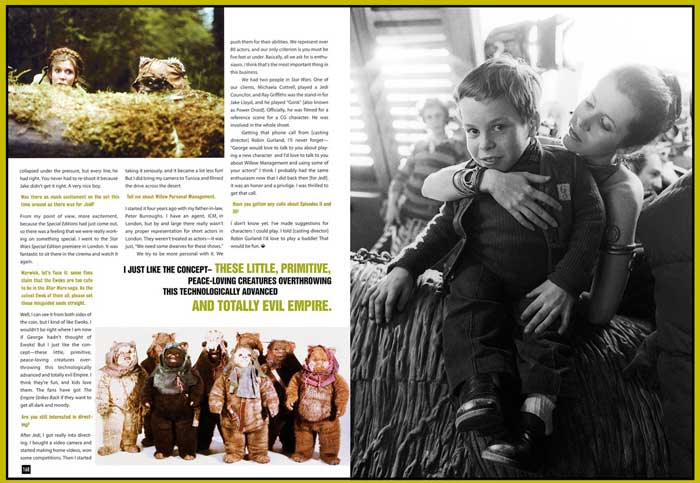 collapsed under the pressure, but every line, he
had right. You never had to re-shoot it because
Jake didn't get it right. A very nice boy.
Was there as much excitement on the set this
time around as there was for Jedi?
From my point of view, more excitement,
because the Special Editions had just come out,
so there was a feeling that we were really work-
ing on something special. I went to the Star
Wars Special Edition premiere in London. It was
fantastic to sit there in the cinema and watch it
again.
Warwick, let's face it, some fans
claim that the Ewoks are too cute
to be in the Star Wars saga. As the
cutest Ewok of them all, please set
these misguided souls straight.
Well, I can see it from both sides of
the coin, but I kind of like Ewoks. I
wouldn't be right where I am now
if George hadn't thought of
Ewoks! But I just like the con-
cept—these little, primitive,
peace-loving creatures over-
throwing this technologically
advanced and totally evil Empire. I
think they're fun, and kids love
them. The fans have got The
Empire Strikes Back if they want to
get all dark and moody.
Are you still interested in direct-
ing?
After Jedi, I got really into direct-
ing. I bought a video camera and
started making home videos, won
some competitions. Then I started
taking it seriously, and it became a lot less fun!
But I did bring my camera to Tunisia and filmed
the drive across the desert.
Tell me about Willow Personal Management.
I started it four years ago with my father-in-law,
Peter Burroughs. I have an agent, ICM, in
London, but by and large there really wasn't
any proper representation for short actors in
London. They weren't treated as actors—it was
just, "We need some dwarves for these shows."
We try to be more personal with it. We
push them for their abilities. We represent over
80 actors, and our only criterion is you must be
five feet or under. Basically, all we ask for is enthu-
siasm. I think that's the most important thing in
this business.
We had two people in Star Wars. One of
our clients, Michaela Cottrell, played a Jedi
Councilor, and Ray Griffiths was the stand-in for
Jake Lloyd, and he played "Gonk" [also known
as Power Droid]. Officially, he was filmed for a
reference scene for a CG character. He was
involved in the whole shoot.
Getting that phone call from [casting
director] Robin Gurland, I'll never forget—
"George would love to talk to you about play-
ing a new character and I'd love to talk to you
about Willow Management and using some of
your actors!" I think I probably had the same
enthusiasm now that I did back then [for Jedi].
It was an honor and a privilege. I was thrilled to
get that call.
Have you gotten any calls about Episodes II and
III?
I don't know yet. I've made suggestions for
characters I could play. I told [casting director]
Robin Gurland I'd love to play a baddie! That
would be fun.
I JUST LIKE THE CONCEPT– THESE LITTLE, PRIMITIVE,
PEACE-LOVING CREATURES OVERTHROWING
THIS TECHNOLOGICALLY ADVANCED
AND TOTALLY EVIL EMPIRE.